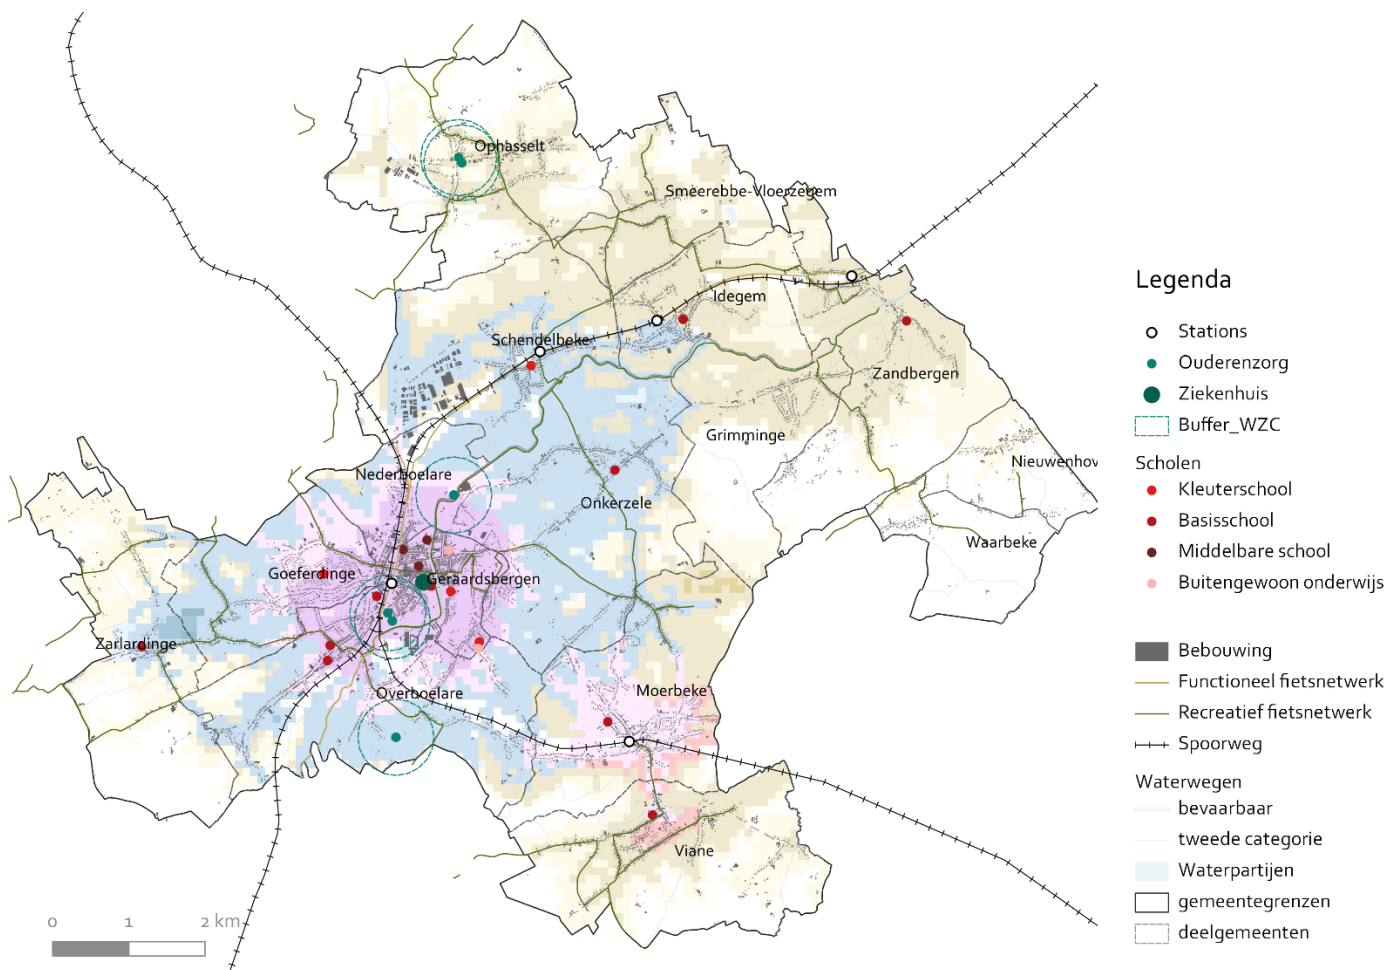 Ophasselt
Smeerebbe-Vloerzegem
Idegem
Schendelbeke
Zandbergen
Grimminge
Nieuwenhov
Nederboelare
Onkerzele
Waarbeke
Goeferdinge
Geraardsbergen
Zarlardinge
Moerbeke
Overboelare
Viane
0 1 2 km
Legenda
Stations
Ouderenzorg
Ziekenhuis
Buffer_WZC
Scholen
Kleuterschool
Basisschool
Middelbare school
Buitengewoon onderwijs
Bebouwing
Functioneel fietsnetwerk
Recreatief fietsnetwerk
Spoorweg
Waterwegen
bevaarbaar
tweede categorie
Waterpartijen
gemeentegrenzen
deelgemeenten